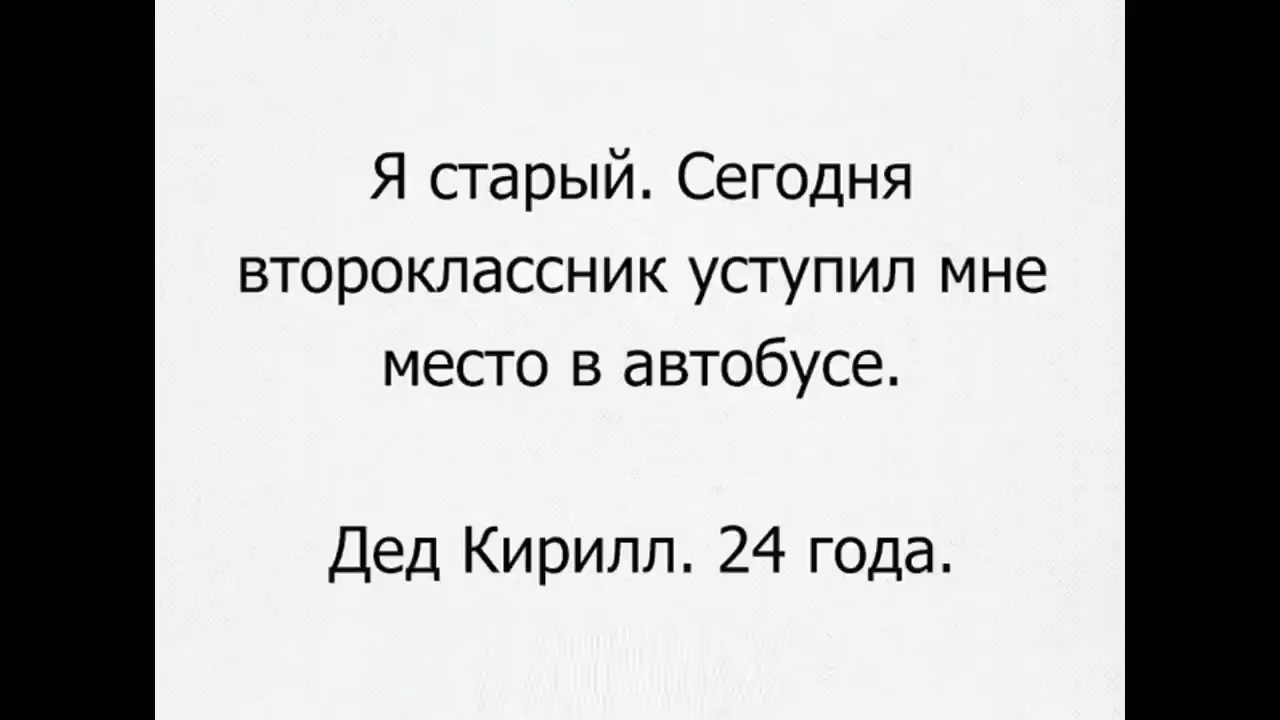 Я старый. Сегодня
второклассник уступил мне
место в автобусе.
Дед Кирилл. 24 года.